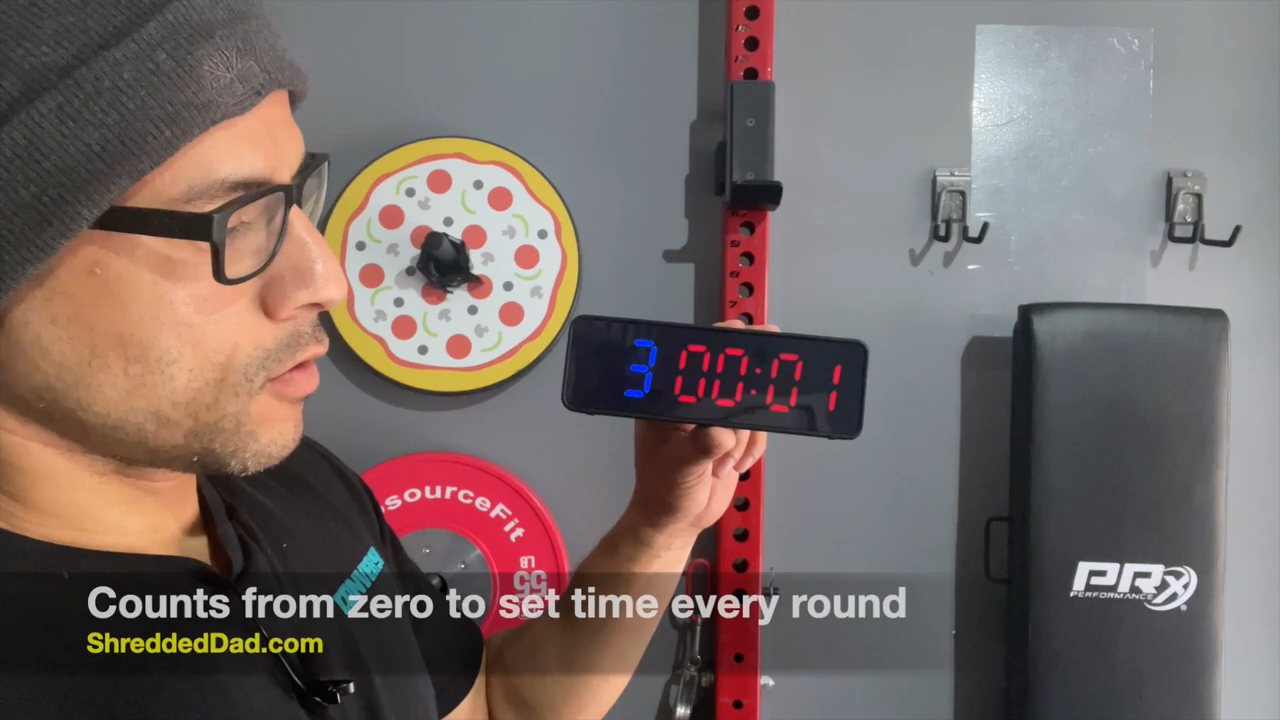 3 00:01
sourceFit
55
LB
PRx
PERFORMANCE
Counts from zero to set time every round
ShreddedDad.com